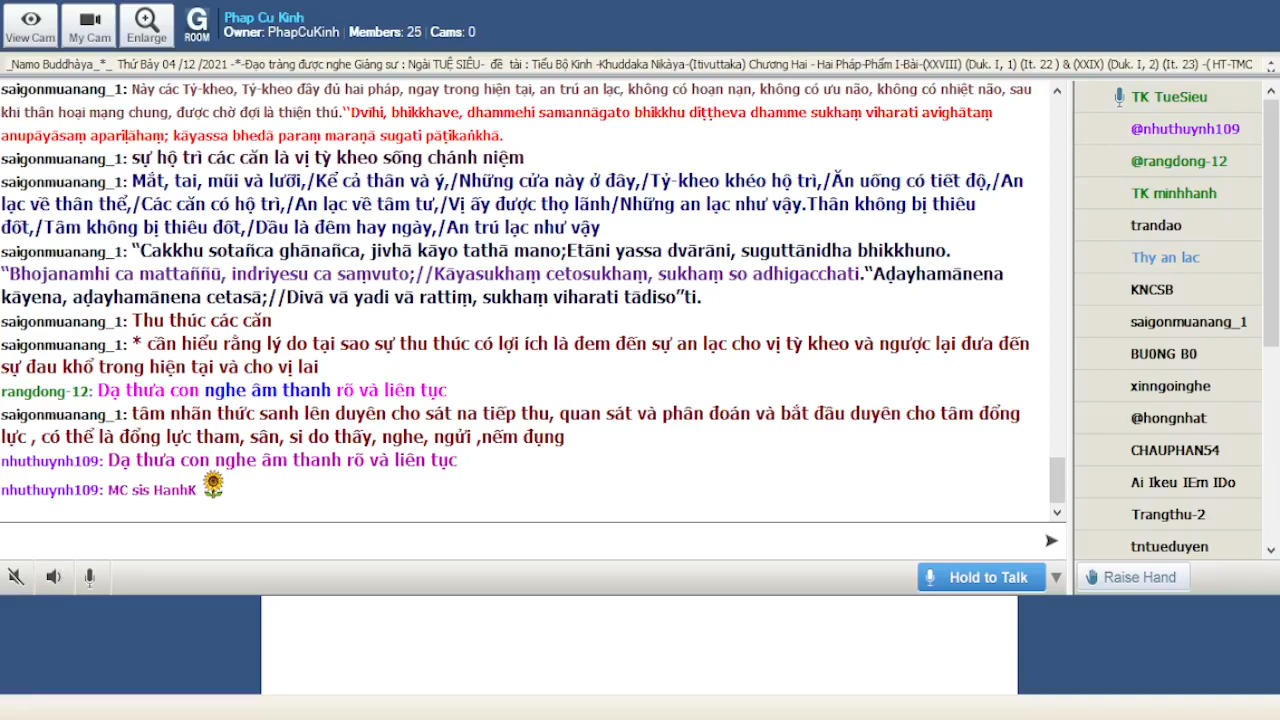 View Cam
My Cam
Enlarge
G
ROOM
Phap Cu Kinh
Owner: PhapCuKinh | Members: 25 | Cams: 0
_Namo Buddhàya_*_ Thứ Bảy 04 /12 /2021 -*-Đạo tràng được nghe Giảng sư : Ngài TUỆ SIÊU- đề tài : Tiểu Bộ Kinh -Khuddaka Nikàya-(Itivuttaka) Chương Hai - Hai Pháp-Phẩm I-Bài-(XXVIII) (Duk. I, 1) (It. 22 ) & (XXIX) (Duk. I, 2) (It. 23) -( HT-TMC
saigonmuanang_1: Này các Tỷ-kheo, Tỷ-kheo đầy đủ hai pháp, ngay trong hiện tại, an trú an lạc, không có hoạn nạn, không có ưu não, không có nhiệt não, sau
khi thân hoại mạng chung, được chờ đợi là thiện thú.“Dvīhi, bhikkhave, dhammehi samannāgato bhikkhu diṭṭheva dhamme sukhaṃ viharati avighātaṃ
anupāyāsaṃ apariḷāhaṃ; kāyassa bhedā paraṃ maraṇā sugati pāṭikaṅkhā.
saigonmuanang_1: sự hộ trì các căn là vị tỳ kheo sống chánh niệm
saigonmuanang_1: Mắt, tai, mũi và lưỡi,/Kể cả thân và ý,/Những cửa này ở đây,/Tỷ-kheo khéo hộ trì,/Ăn uống có tiết độ,/An
lạc về thân thể,/Các căn có hộ trì,/An lạc về tâm tư,/Vị ấy được thọ lãnh/Những an lạc như vậy.Thân không bị thiêu
đốt,/Tâm không bị thiêu đốt,/Dầu là đêm hay ngày,/An trú lạc như vậy
saigonmuanang_1: “Cakkhu sotañca ghānañca, jivhā kāyo tathā mano;Etāni yassa dvārāni, suguttānidha bhikkhuno.
“Bhojanamhi ca mattaññū, indriyesu ca saṃvuto;//Kāyasukhaṃ cetosukhaṃ, sukhaṃ so adhigacchati.“Aḍayhamānena
kāyena, aḍayhamānena cetasā;//Divā vā yadi vā rattiṃ, sukhaṃ viharati tādiso”ti.
saigonmuanang_1: Thu thúc các căn
saigonmuanang_1: * cần hiểu rằng lý do tại sao sự thu thúc có lợi ích là đem đến sự an lạc cho vị tỳ kheo và ngược lại đưa đến
sự đau khổ trong hiện tại và cho vị lai
rangdong-12: Dạ thưa con nghe âm thanh rõ và liên tục
saigonmuanang_1: tâm nhãn thức sanh lên duyên cho sát na tiếp thu, quan sát và phân đoán và bắt đầu duyên cho tâm đổng
lực , có thể là đổng lực tham, sân, si do thấy, nghe, ngửi ,nếm đụng
nhuthuynh109: Dạ thưa con nghe âm thanh rõ và liên tục
nhuthuynh109: MC sis HanhK
TK TueSieu
@nhuthuynh109
@rangdong-12
TK minhhanh
trandao
Thy an lac
KNCSB
saigonmuanang_1
BU0NG B0
xinngoinghe
@hongnhat
CHAUPHAN54
Ai Ikeu IEm IDo
Trangthu-2
tntueduyen
Hold to Talk
Raise Hand